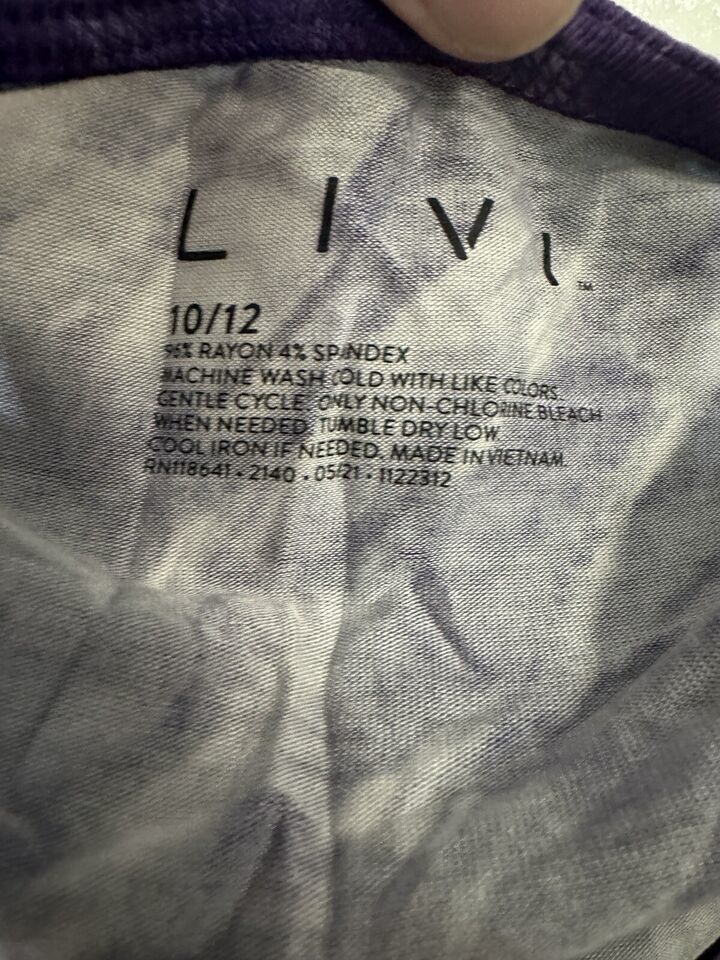 LIVI™
10/12
96% RAYON 4% SPANDEX
MACHINE WASH COLD WITH LIKE COLORS.
GENTLE CYCLE. ONLY NON-CHLORINE BLEACH
WHEN NEEDED. TUMBLE DRY LOW.
COOL IRON IF NEEDED. MADE IN VIETNAM.
RN118641 • 2140 • 05/21 • 1122312